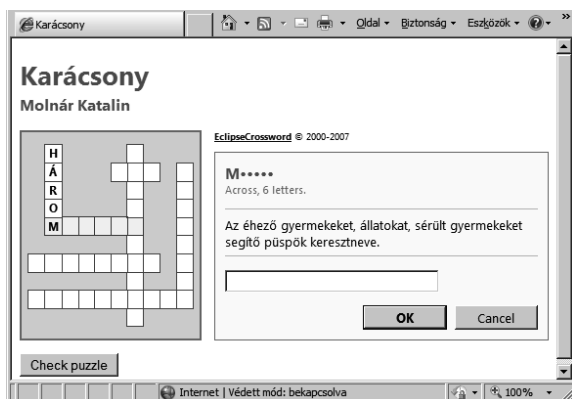 Karácsony
Oldal
Biztonság
Eszközök
»
Karácsony
Molnár Katalin
EclipseCrossword © 2000-2007
H
Á
R
O
M
M•••••
Across, 6 letters.
Az éhező gyermekeket, állatokat, sérült gyermekeket
segítő püspök keresztneve.
OK
Cancel
Check puzzle
Internet | Védett mód: bekapcsolva
100%